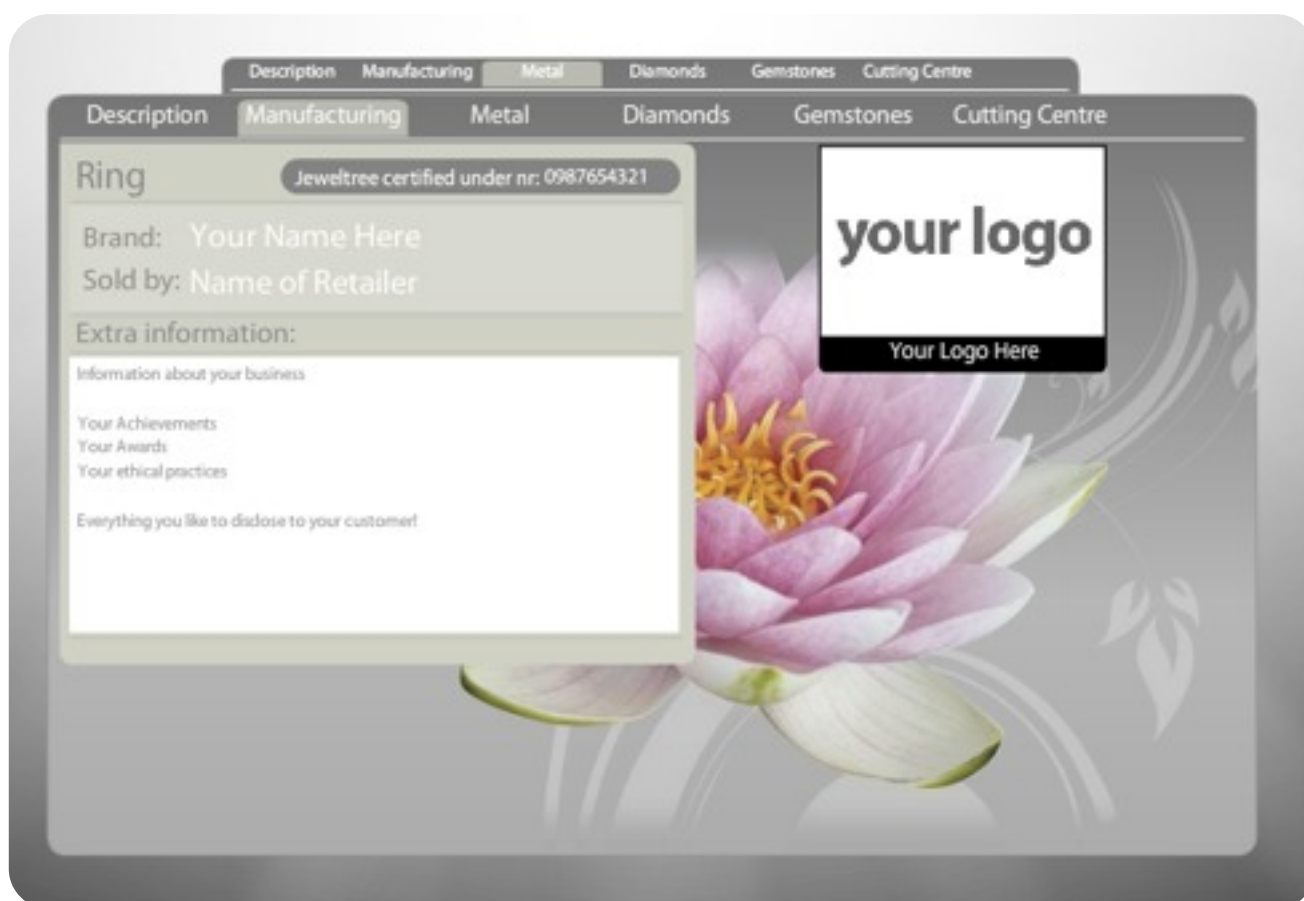 Description Manufacturing Metal Diamonds Gemstones Cutting Centre
Description Manufacturing Metal Diamonds Gemstones Cutting Centre
Ring
Jeweltree certified under nr: 0987654321
Brand: Your Name Here
Sold by: Name of Retailer
Extra information:
Information about your business
Your Achievements
Your Awards
Your ethical practices
Everything you like to disclose to your customer!
your logo
Your Logo Here